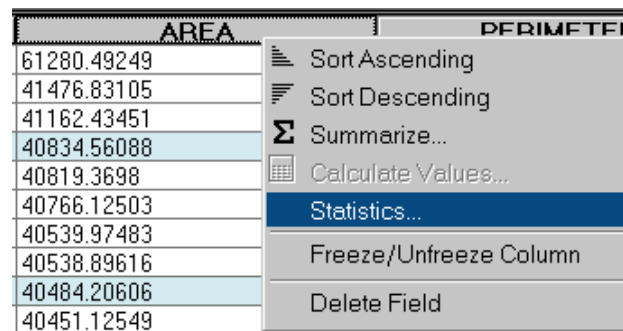 AREA PERIMETER
61280.49249
41476.83105
41162.43451
40834.56088
40819.3698
40766.12503
40539.97483
40538.89616
40484.20606
40451.12549
Sort Ascending
Sort Descending
Σ Summarize...
Calculate Values...
Statistics...
Freeze/Unfreeze Column
Delete Field